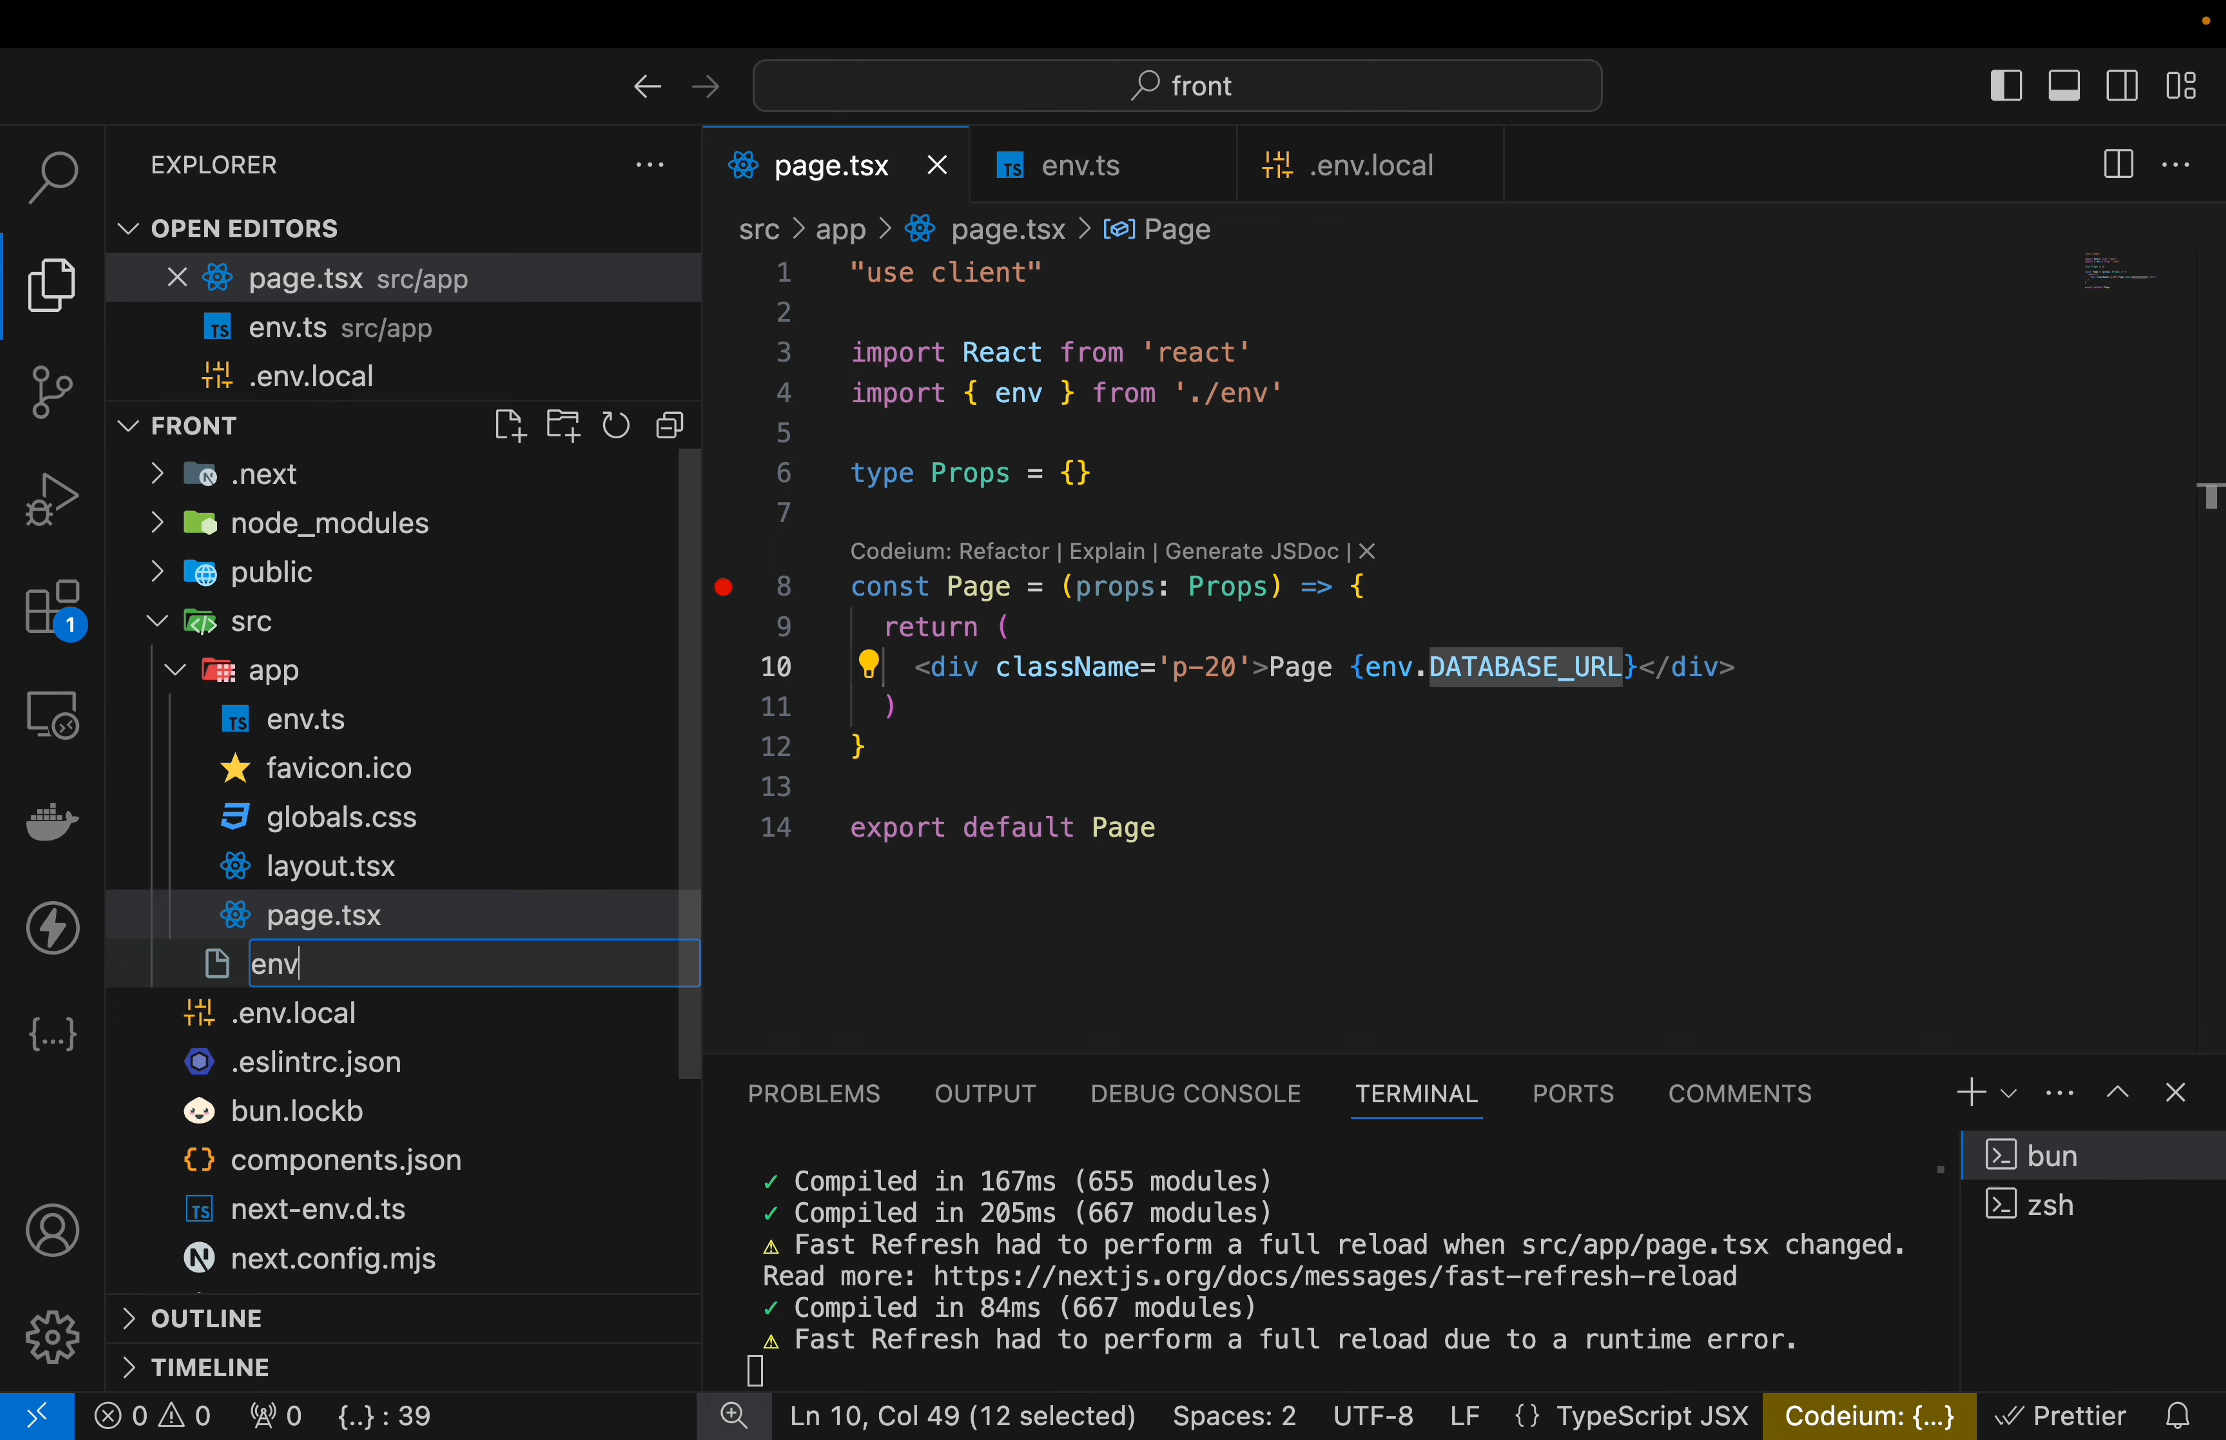 front
EXPLORER
OPEN EDITORS
page.tsx src/app
env.ts src/app
.env.local
FRONT
.next
node_modules
public
src
app
env.ts
favicon.ico
globals.css
layout.tsx
page.tsx
env
.env.local
.eslintrc.json
bun.lockb
components.json
next-env.d.ts
next.config.mjs
OUTLINE
TIMELINE
1
page.tsx
env.ts
.env.local
src > app > page.tsx > Page
1 "use client"
2
3 import React from 'react'
4 import { env } from './env'
5
6 type Props = {}
7
Codeium: Refactor | Explain | Generate JSDoc | ×
8 const Page = (props: Props) => {
9 return (
10 <div className='p-20'>Page {env.DATABASE_URL}</div>
11 )
12 }
13
14 export default Page
PROBLEMS OUTPUT DEBUG CONSOLE TERMINAL PORTS COMMENTS
✓ Compiled in 167ms (655 modules)
✓ Compiled in 205ms (667 modules)
⚠ Fast Refresh had to perform a full reload when src/app/page.tsx changed.
Read more: https://nextjs.org/docs/messages/fast-refresh-reload
✓ Compiled in 84ms (667 modules)
⚠ Fast Refresh had to perform a full reload due to a runtime error.
bun
zsh
0 0 0 {..} : 39 Ln 10, Col 49 (12 selected) Spaces: 2 UTF-8 LF {} TypeScript JSX Codeium: {...} Prettier